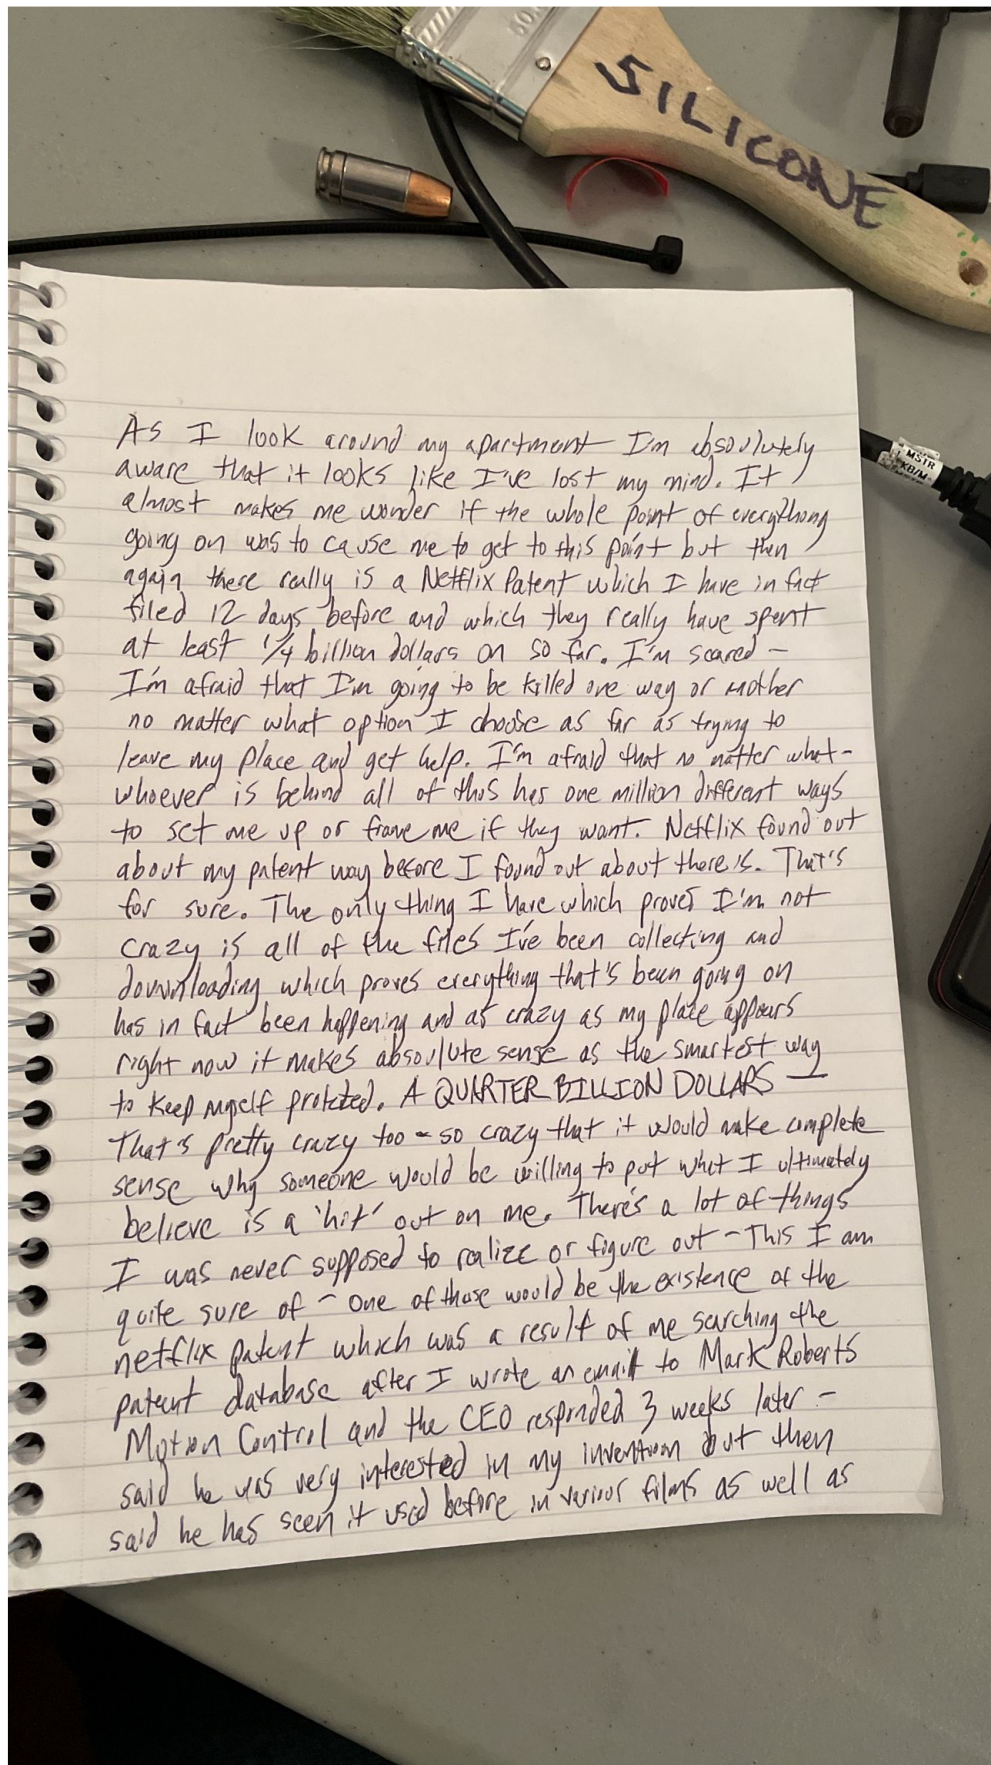 SILICONE
MSTR
KB/M
As I look around my apartment I'm absoulutely
aware that it looks like I've lost my mind. It
almost makes me wonder if the whole point of everything
going on was to cause me to get to this point but then
again there really is a Netflix Patent which I have in fact
filed 12 days before and which they really have spent
at least 1/4 billion dollars on so far. I'm scared -
I'm afraid that I'm going to be killed one way or another
no matter what option I choose as far as trying to
leave my place and get help. I'm afraid that no matter what -
whoever is behind all of this has one million different ways
to set me up or frame me if they want. Netflix found out
about my patent way before I found out about there is. That's
for sure. The only thing I have which proves I'm not
crazy is all of the files I've been collecting and
downloading which proves everything that's been going on
has in fact been happening and as crazy as my place appears
right now it makes absoulute sense as the smartest way
to keep myself protected. A QUARTER BILLION DOLLARS —
That's pretty crazy too - so crazy that it would make complete
sense why someone would be willing to put what I ultimately
believe is a 'hit' out on me. There's a lot of things
I was never supposed to realize or figure out - This I am
quite sure of - one of those would be the existence of the
netflix patent which was a result of me searching the
patent database after I wrote an email to Mark Roberts
Motion Control and the CEO responded 3 weeks later -
said he was very interested in my invention but then
said he has seen it used before in various films as well as